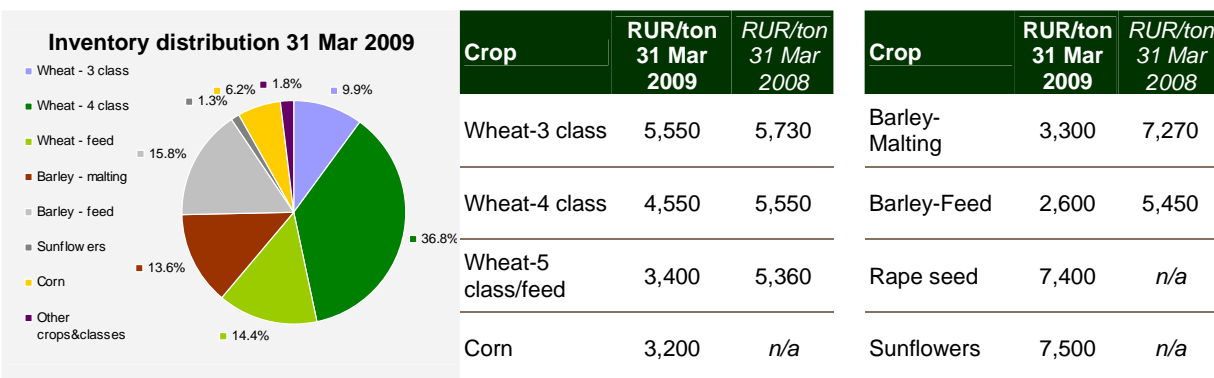 Inventory distribution 31 Mar 2009
Wheat - 3 class
Wheat - 4 class
Wheat - feed
Barley - malting
Barley - feed
Sunflowers
Corn
Other
crops&classes
9.9%
36.8%
14.4%
13.6%
15.8%
1.3%
6.2%
1.8%
Crop RUR/ton 31 Mar 2009 RUR/ton 31 Mar 2008
Wheat-3 class 5,550 5,730
Wheat-4 class 4,550 5,550
Wheat-5
class/feed 3,400 5,360
Corn 3,200 n/a
Crop RUR/ton 31 Mar 2009 RUR/ton 31 Mar 2008
Barley-
Malting 3,300 7,270
Barley-Feed 2,600 5,450
Rape seed 7,400 n/a
Sunflowers 7,500 n/a